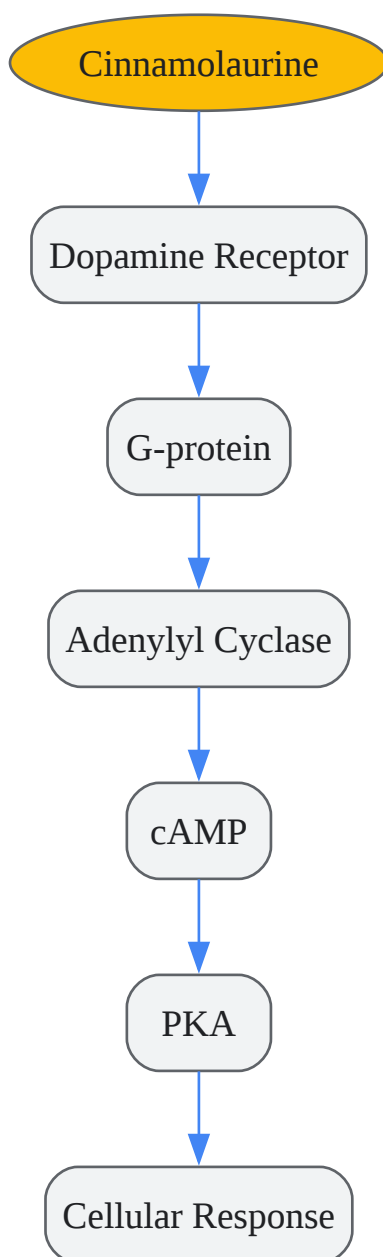 Cinnamolaurine
Dopamine Receptor
G-protein
Adenylyl Cyclase
cAMP
PKA
Cellular Response